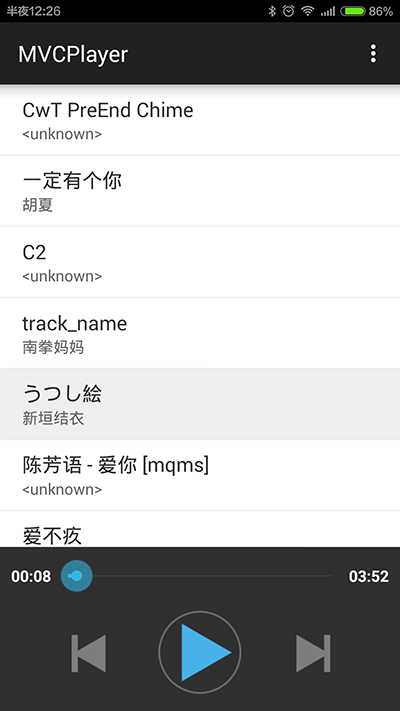 半夜12:26
86%
MVCPlayer
CwT PreEnd Chime
<unknown>
一定有个你
胡夏
C2
<unknown>
track_name
南拳妈妈
うつし絵
新垣结衣
陈芳语 - 爱你 [mqms]
<unknown>
爱不疚
00:08
03:52